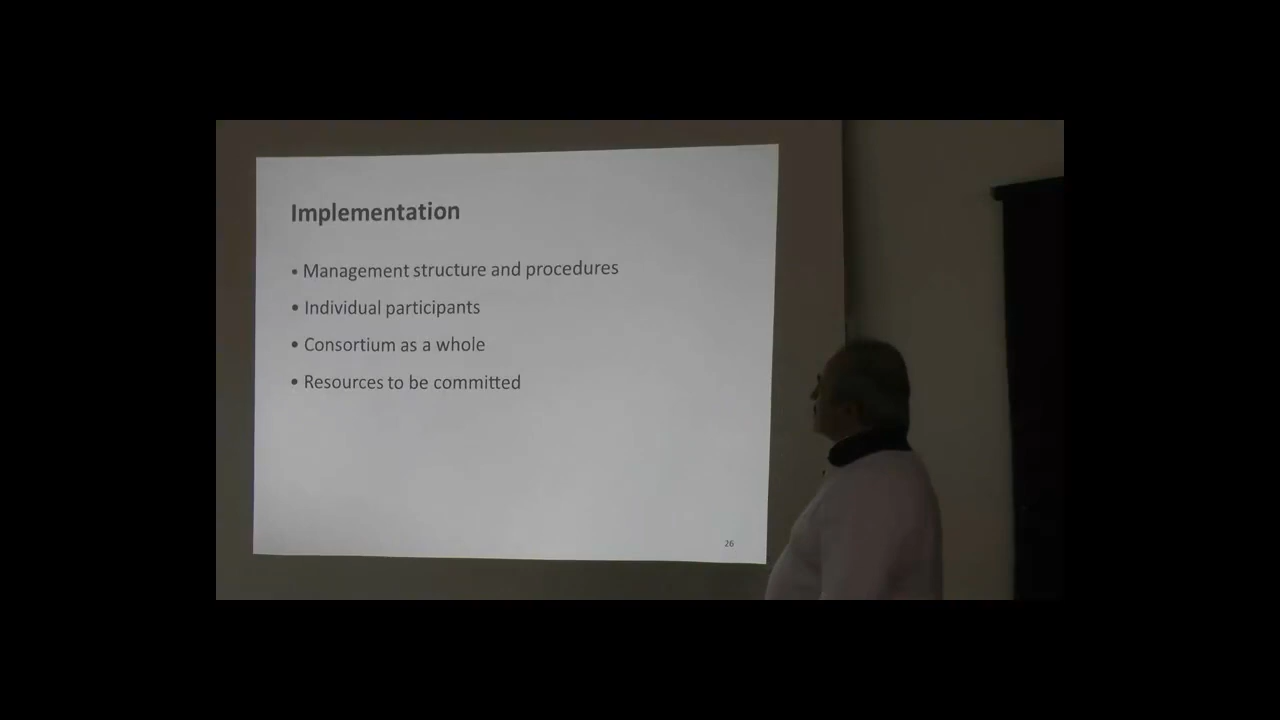 Implementation
• Management structure and procedures
• Individual participants
• Consortium as a whole
• Resources to be committed
26